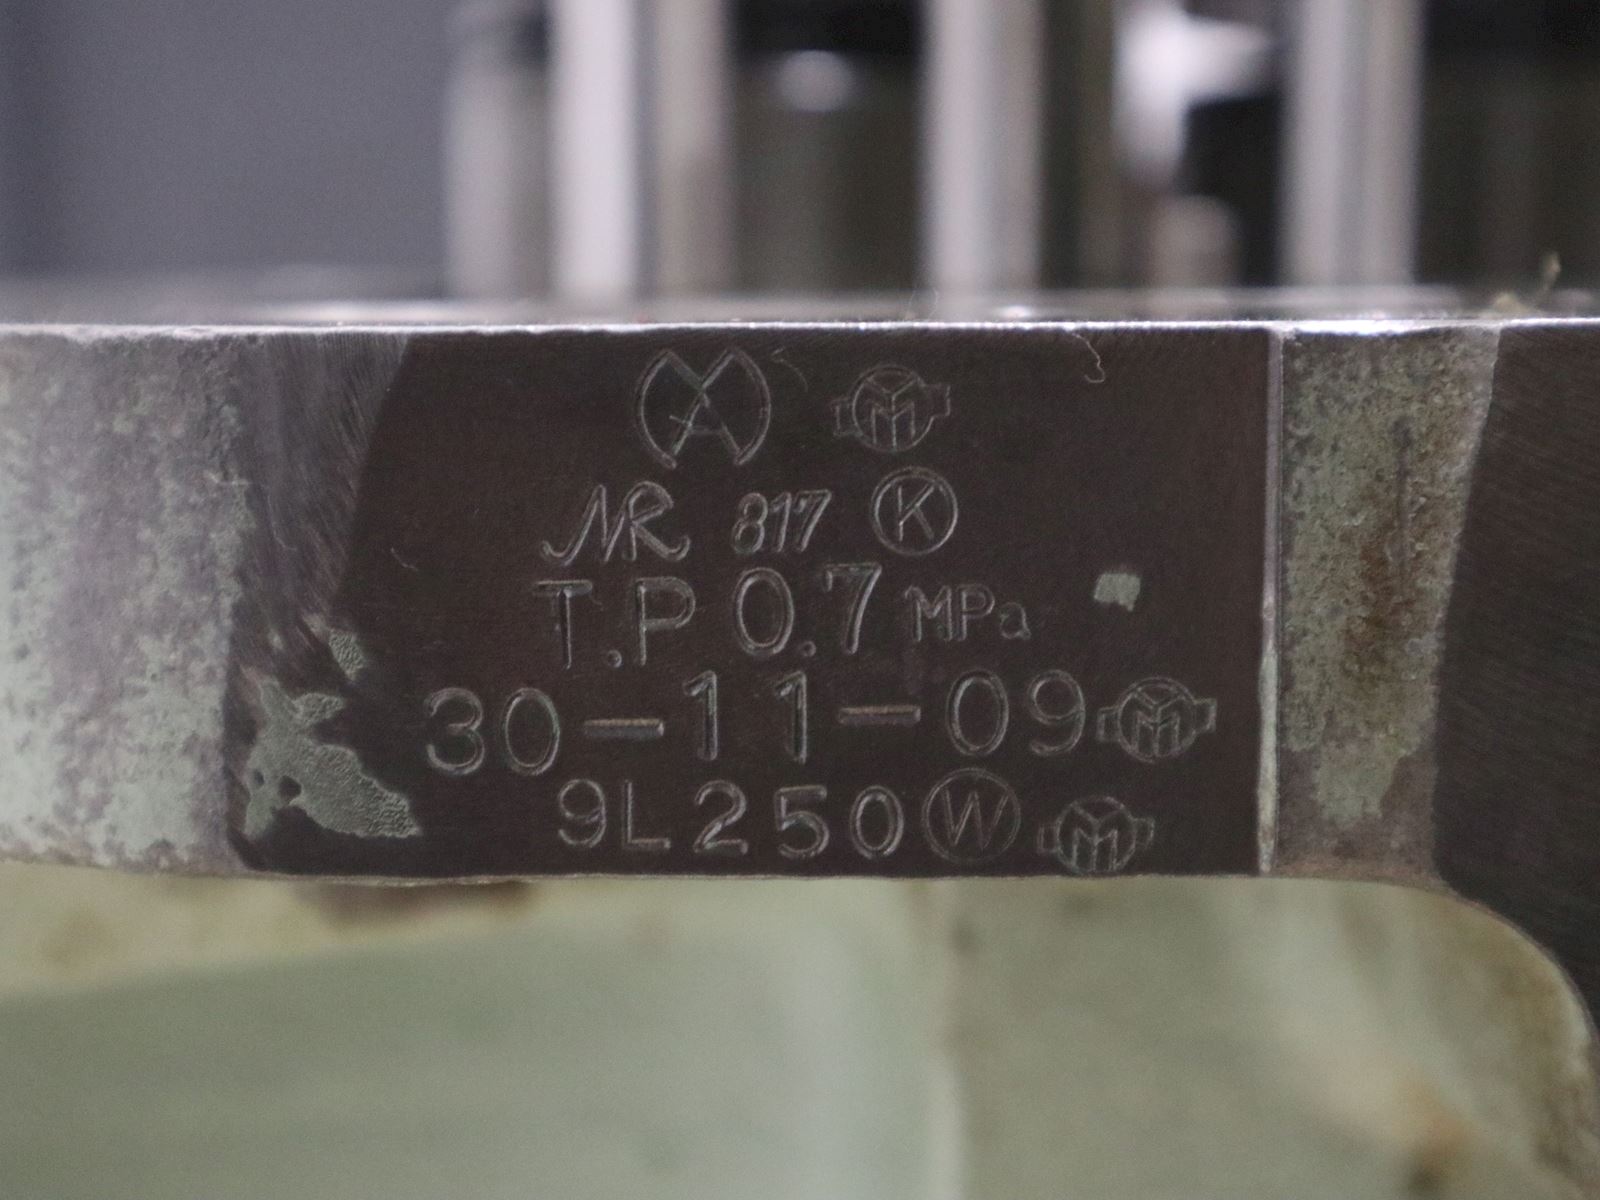 NR 817 K
T.P 0.7 MPa
30-11-09
9L250 W